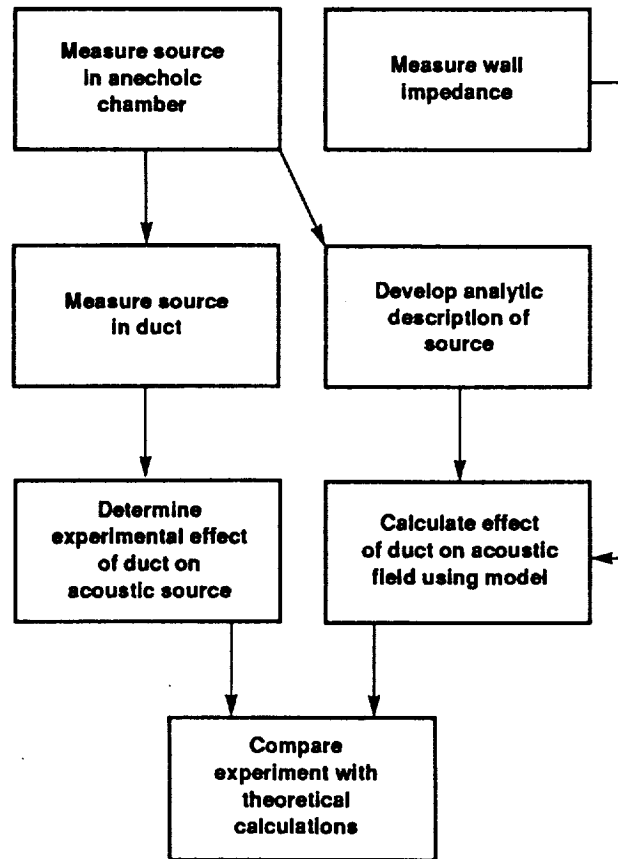 Measure source
in anechoic
chamber
Measure wall
impedance
Measure source
in duct
Develop analytic
description of
source
Determine
experimental effect
of duct on
acoustic source
Calculate effect
of duct on acoustic
field using model
Compare
experiment with
theoretical
calculations